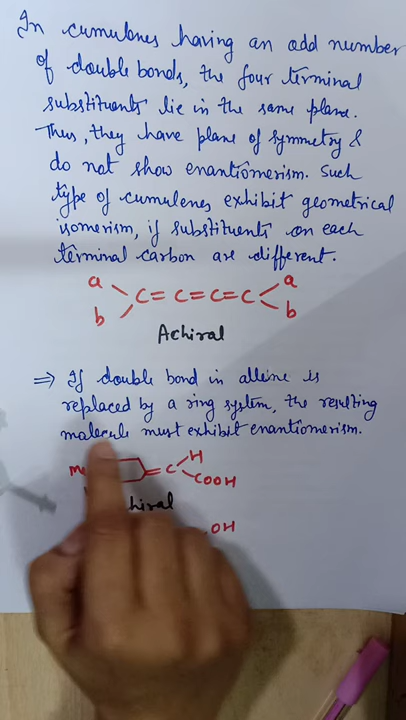 In cumulenes having an odd number
of double bonds, the four terminal
substituents lie in the same plane.
Thus, they have plane of symmetry &
do not show enantiomerism. Such
type of cumulenes exhibit geometrical
isomerism, if substituents on each
terminal carbon are different.
a a
C=C=C=C
b b
Achiral
⇒ If double bond in allene is
replaced by a ring system, the resulting
molecule must exhibit enantiomerism.
H
Me =C
COOH
OH